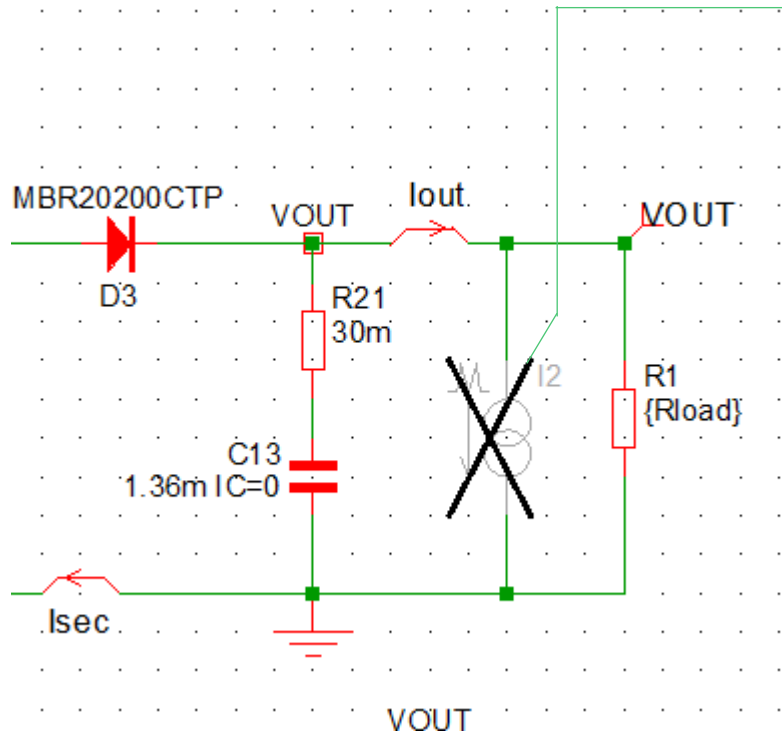 MBR20200CTP
D3
VOUT
Iout
VOUT
R21
30m
I2
R1
{Rload}
C13
1.36m IC=0
Isec
VOUT